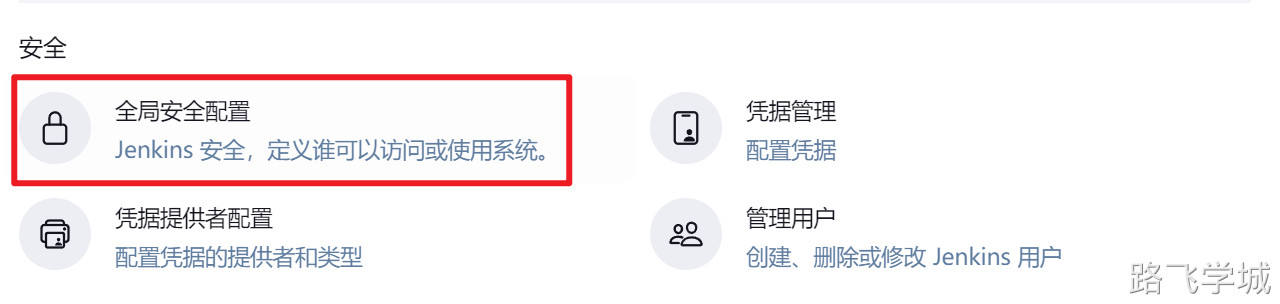 安全
全局安全配置
Jenkins 安全，定义谁可以访问或使用系统。
凭据管理
配置凭据
凭据提供者配置
配置凭据的提供者和类型
管理用户
创建、删除或修改 Jenkins 用户
路飞学城